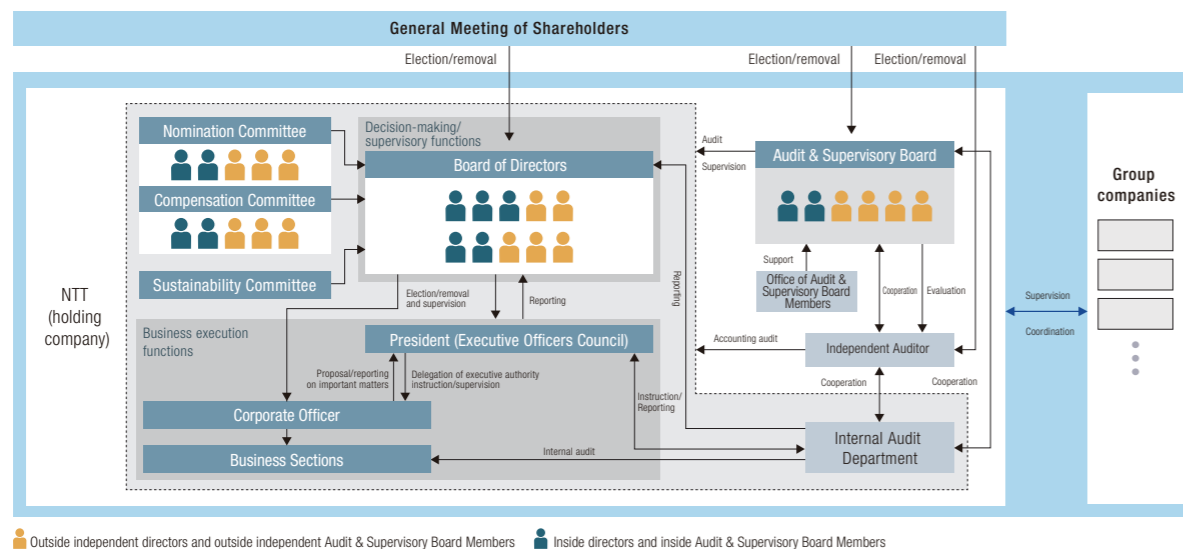 General Meeting of Shareholders
Election/removal
Election/removal
Election/removal
NTT
(holding
company)
Nomination Committee
Compensation Committee
Sustainability Committee
Decision-making/
supervisory functions
Board of Directors
Audit
Supervision
Audit & Supervisory Board
Support
Office of Audit &
Supervisory Board
Members
Cooperation
Evaluation
Reporting
Election/removal
and supervision
Reporting
Business execution
functions
President (Executive Officers Council)
Accounting audit
Independent Auditor
Proposal/reporting
on important matters
Delegation of executive authority
instruction/supervision
Instruction/
Reporting
Cooperation
Cooperation
Corporate Officer
Business Sections
Internal audit
Internal Audit
Department
Supervision
Coordination
Group
companies
Outside independent directors and outside independent Audit & Supervisory Board Members
Inside directors and inside Audit & Supervisory Board Members